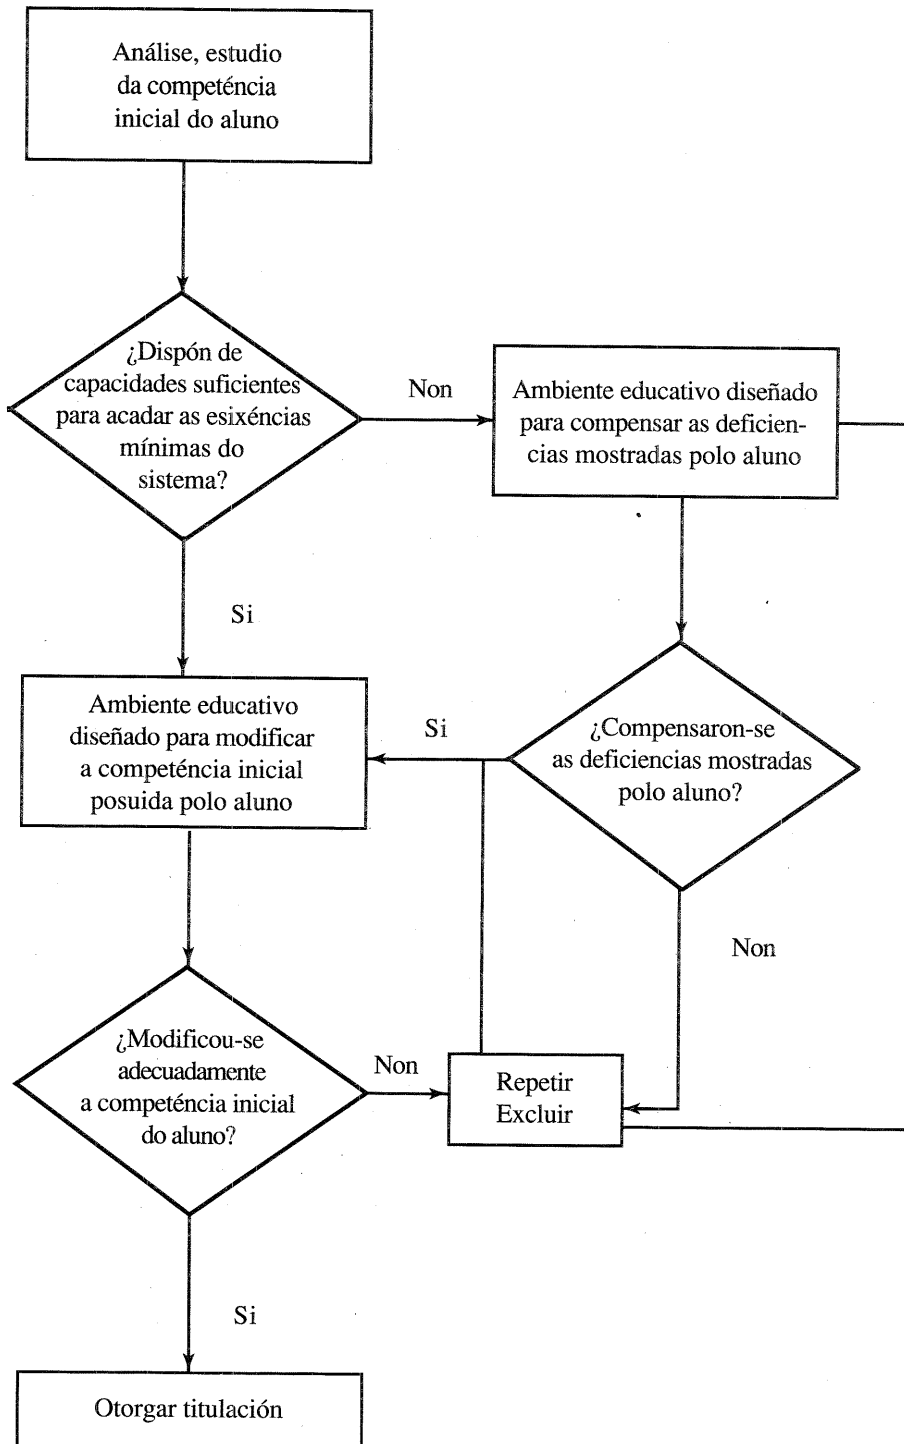 Análise, estudio
da competéncia
inicial do aluno
¿Dispón de
capacidades suficientes
para acadar as esixéncias
mínimas do
sistema?
Non
Ambiente educativo diseñado
para compensar as deficien-
cias mostradas polo aluno
Si
Ambiente educativo
diseñado para modificar
a competéncia inicial
posuida polo aluno
Si
¿Compensaron-se
as deficiencias mostradas
polo aluno?
Non
¿Modificou-se
adecuadamente
a competéncia inicial
do aluno?
Non
Repetir
Excluir
Si
Otorgar titulación